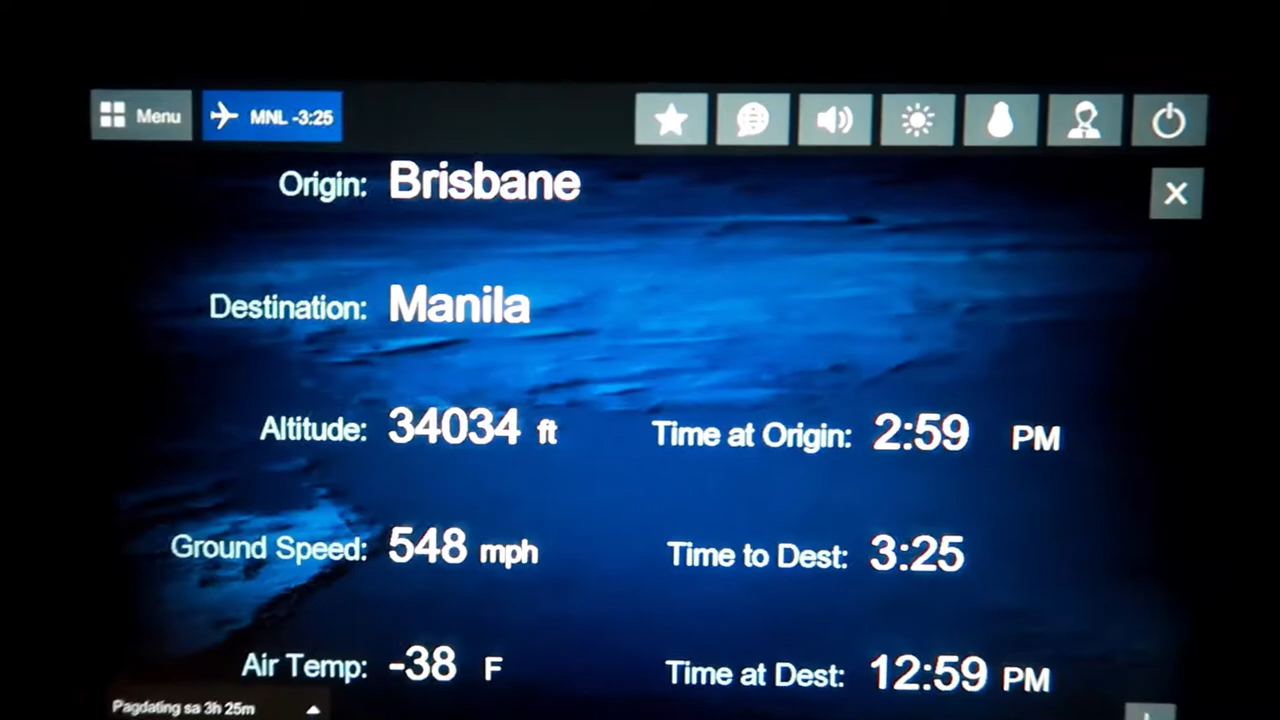 Menu MNL -3:25
Origin: Brisbane
X
Destination: Manila
Altitude: 34034 ft Time at Origin: 2:59 PM
Ground Speed: 548 mph Time to Dest: 3:25
Air Temp: -38 F Time at Dest: 12:59 PM
Pagdating sa 3h 25m